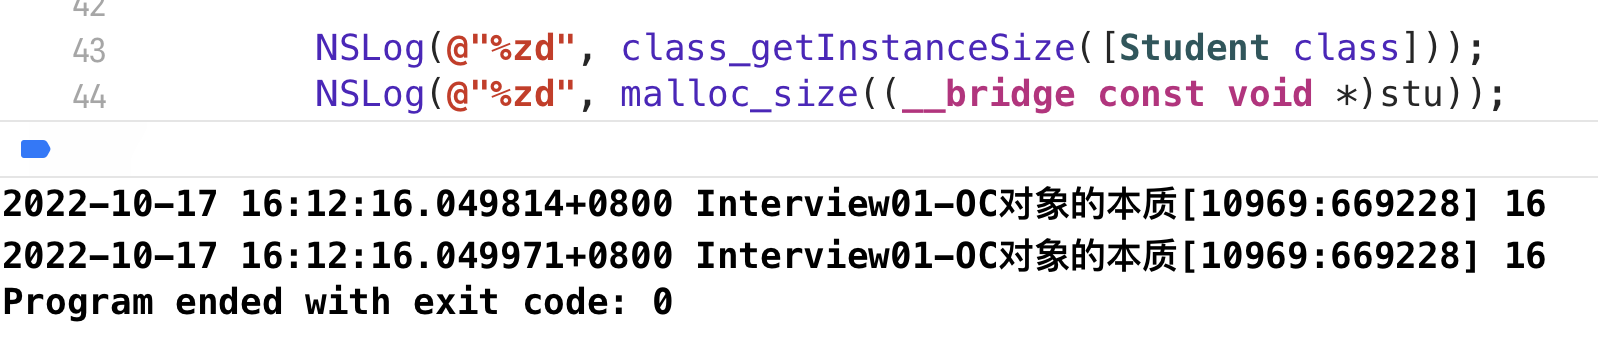 42
43 NSLog(@"%zd", class_getInstanceSize([Student class]));
44 NSLog(@"%zd", malloc_size((__bridge const void *)stu));
2022-10-17 16:12:16.049814+0800 Interview01-OC对象的本质[10969:669228] 16
2022-10-17 16:12:16.049971+0800 Interview01-OC对象的本质[10969:669228] 16
Program ended with exit code: 0